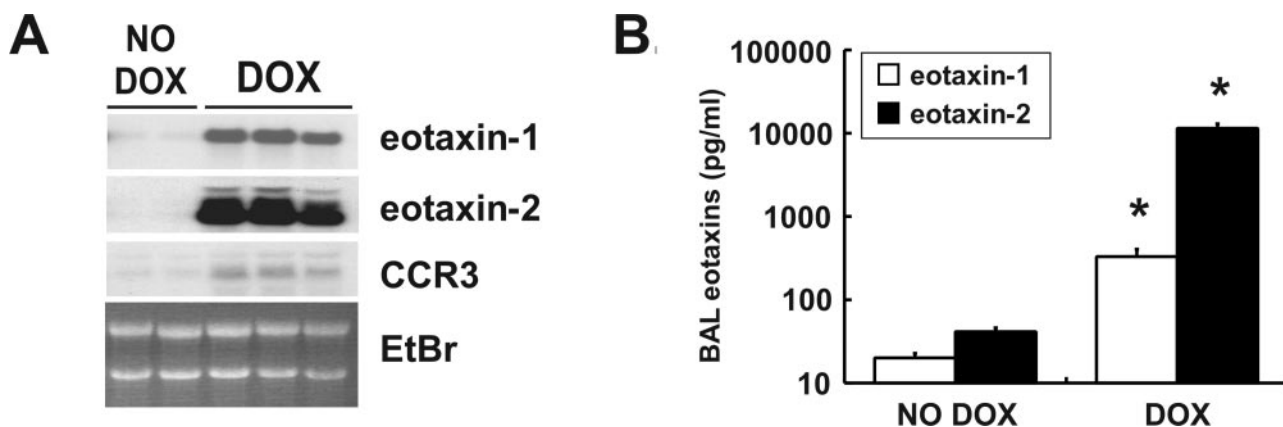 A
NO
DOX
DOX
eotaxin-1
eotaxin-2
CCR3
EtBr
B
100000
10000
1000
100
10
BAL eotaxins (pg/ml)
eotaxin-1
eotaxin-2
*
*
NO DOX
DOX